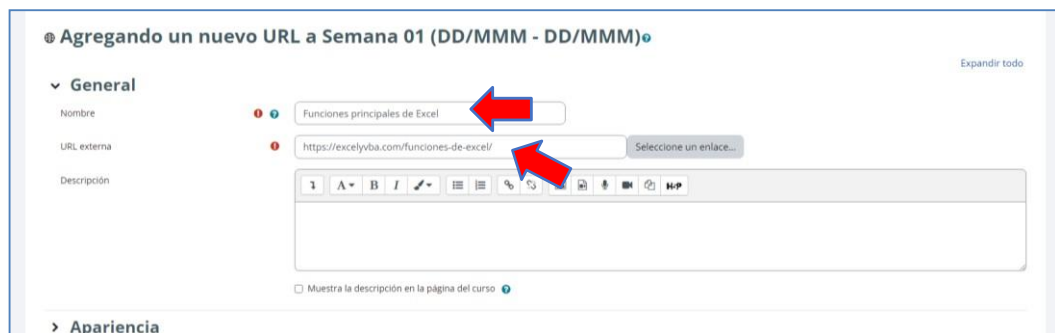 Agregando un nuevo URL a Semana 01 (DD/MMM - DD/MMM)
Expandir todo
General
Nombre
Funciones principales de Excel
URL externa
https://excelyvba.com/funciones-de-excel/
Seleccione un enlace...
Descripción
A B I H-P
Muestra la descripción en la página del curso
Apariencia